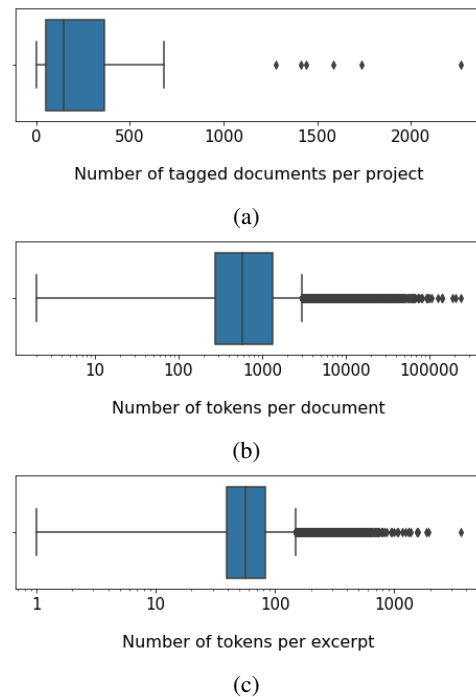 0 500 1000 1500 2000
Number of tagged documents per project
(a)
10 100 1000 10000 100000
Number of tokens per document
(b)
1 10 100 1000
Number of tokens per excerpt
(c)